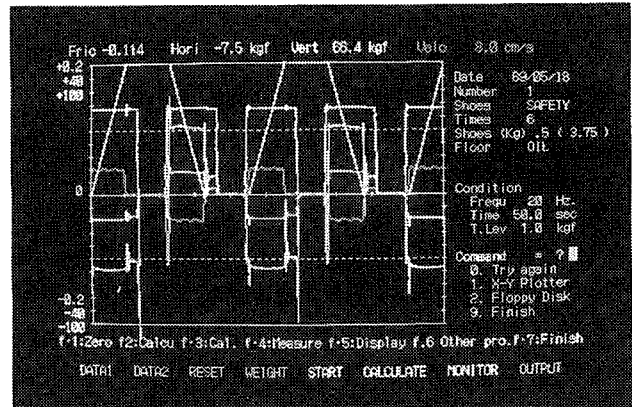 Fric -0.114 Hori -7.5 kgf Vert 66.4 kgf Velo 8.0 cm/s
+0.2
+40
+100
0
-0.2
-40
-100
Date 89/05/18
Number 1
Shoes SAFETY
Times 6
Shoes (Kg) .5 ( 3.75 )
Floor
Condition
Frequ 20 Hz.
Time 50.0 sec
T.Lev 1.0 kgf
Command = ?
0. Try again
1. X-Y Plotter
2. Floppy Disk
9. Finish
f·1:Zero f2:Calcu f·3:Cal. f·4:Measure f·5:Display f.6 Other pro.f·7:Finish
DATA1 DATA2 RESET WEIGHT START CALCULATE MONITOR OUTPUT